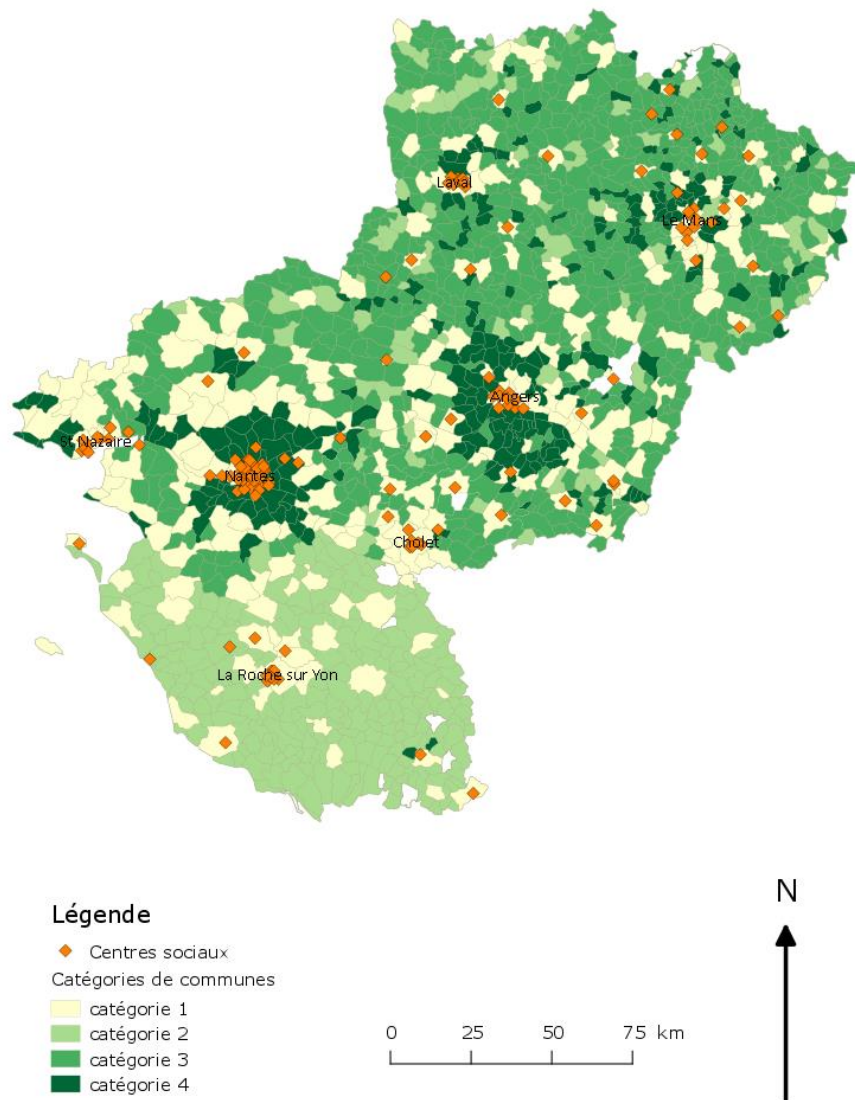 Laval
Le Mans
Angers
St Nazaire
Nantes
Cholet
La Roche sur Yon
N
Légende
Centres sociaux
Catégories de communes
catégorie 1
catégorie 2
catégorie 3
catégorie 4
0 25 50 75 km